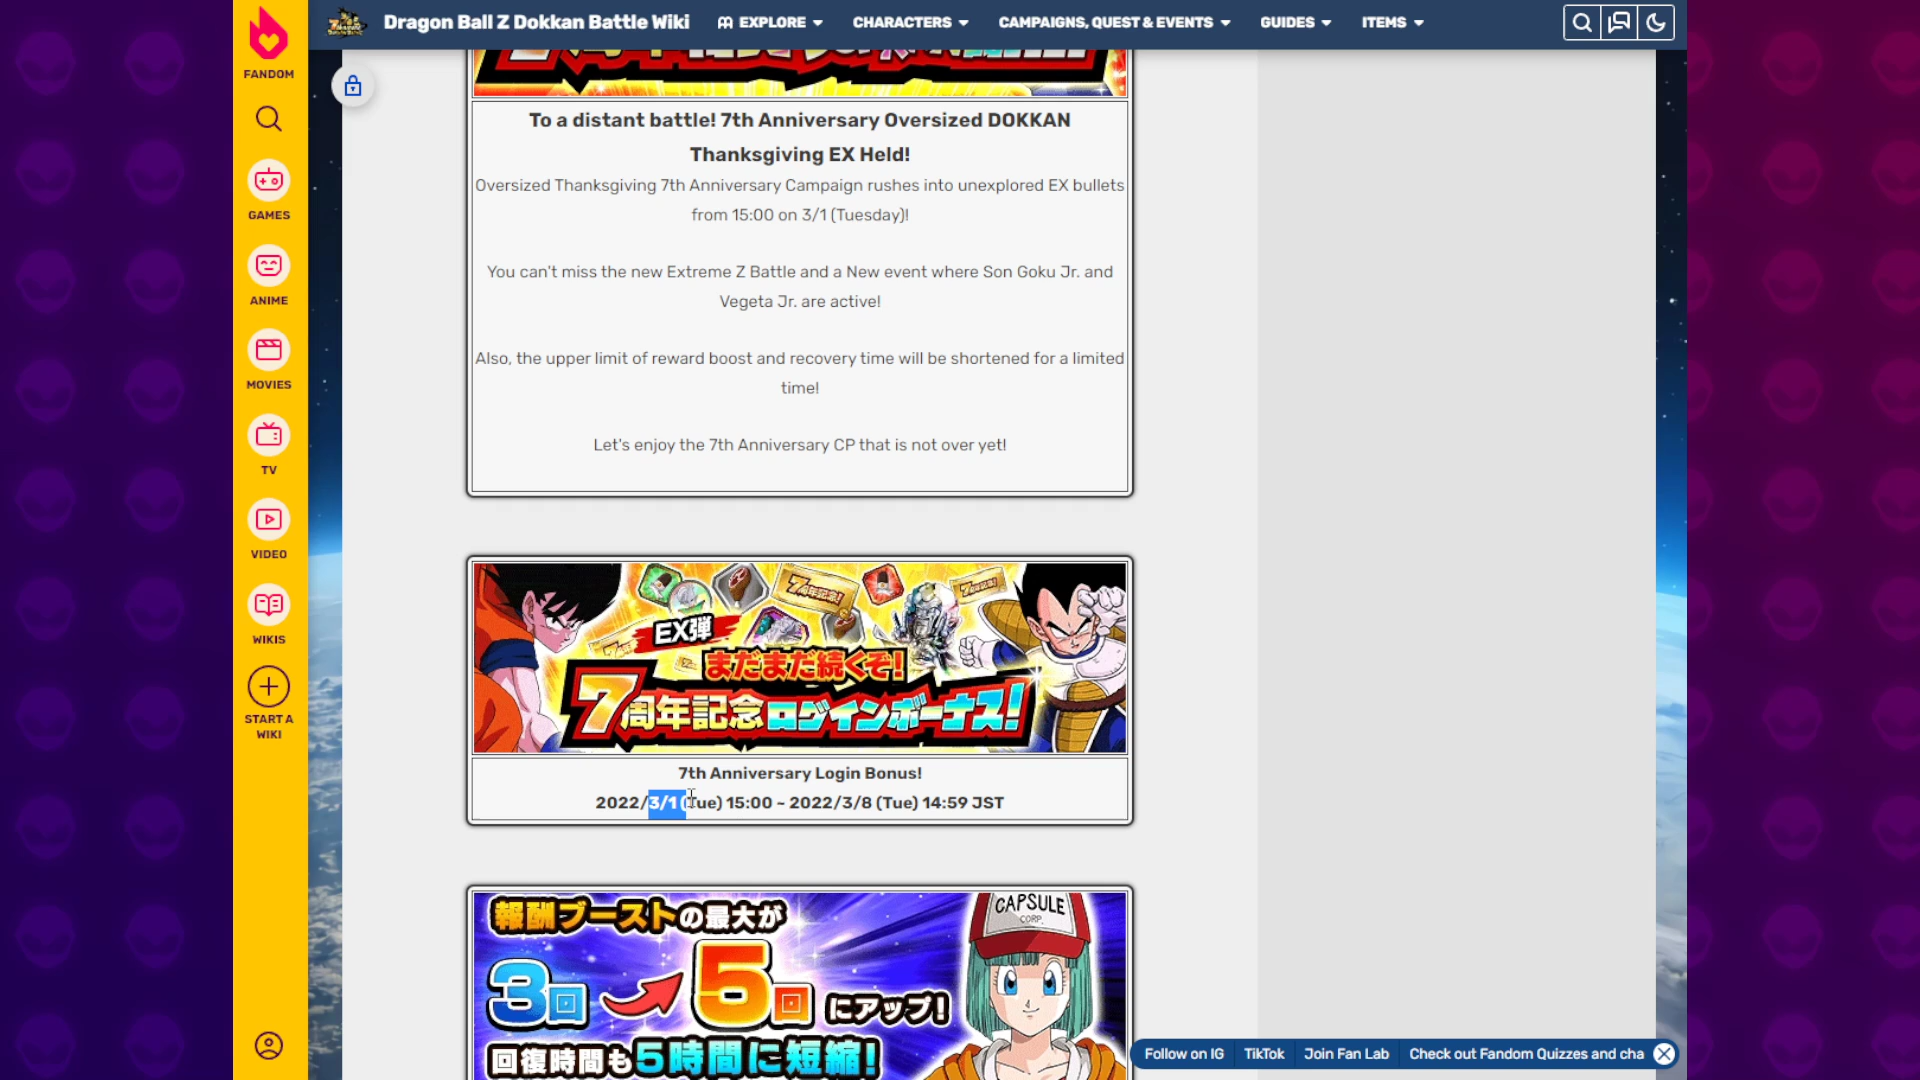 FANDOM
GAMES
ANIME
MOVIES
TV
VIDEO
WIKIS
START A
WIKI
Dragon Ball Z Dokkan Battle Wiki
EXPLORE
CHARACTERS
CAMPAIGNS, QUEST & EVENTS
GUIDES
ITEMS
To a distant battle! 7th Anniversary Oversized DOKKAN
Thanksgiving EX Held!
Oversized Thanksgiving 7th Anniversary Campaign rushes into unexplored EX bullets
from 15:00 on 3/1 (Tuesday)!
You can't miss the new Extreme Z Battle and a New event where Son Goku Jr. and
Vegeta Jr. are active!
Also, the upper limit of reward boost and recovery time will be shortened for a limited
time!
Let's enjoy the 7th Anniversary CP that is not over yet!
7周年記念!
EX弾
まだまだ続くぞ!
7周年記念ログインボーナス!
7th Anniversary Login Bonus!
2022/3/1 (Tue) 15:00 ~ 2022/3/8 (Tue) 14:59 JST
報酬ブーストの最大が
3回 5回 にアップ!
回復時間も5時間に短縮!
CAPSULE
CORP.
Follow on IG
TikTok
Join Fan Lab
Check out Fandom Quizzes and cha